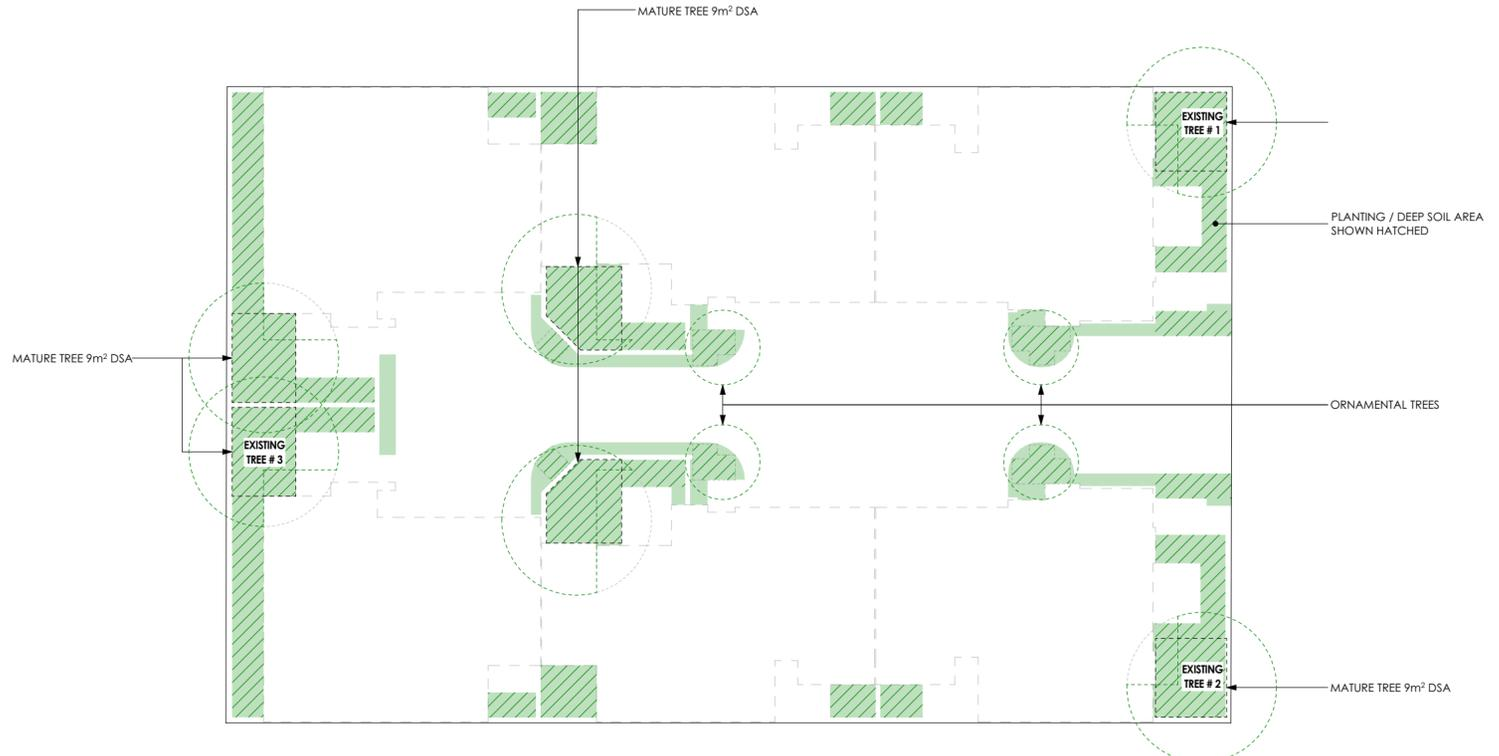 MATURE TREE 9m² DSA
EXISTING
TREE # 1
PLANTING / DEEP SOIL AREA
SHOWN HATCHED
MATURE TREE 9m² DSA
ORNAMENTAL TREES
EXISTING
TREE # 3
EXISTING
TREE # 2
MATURE TREE 9m² DSA